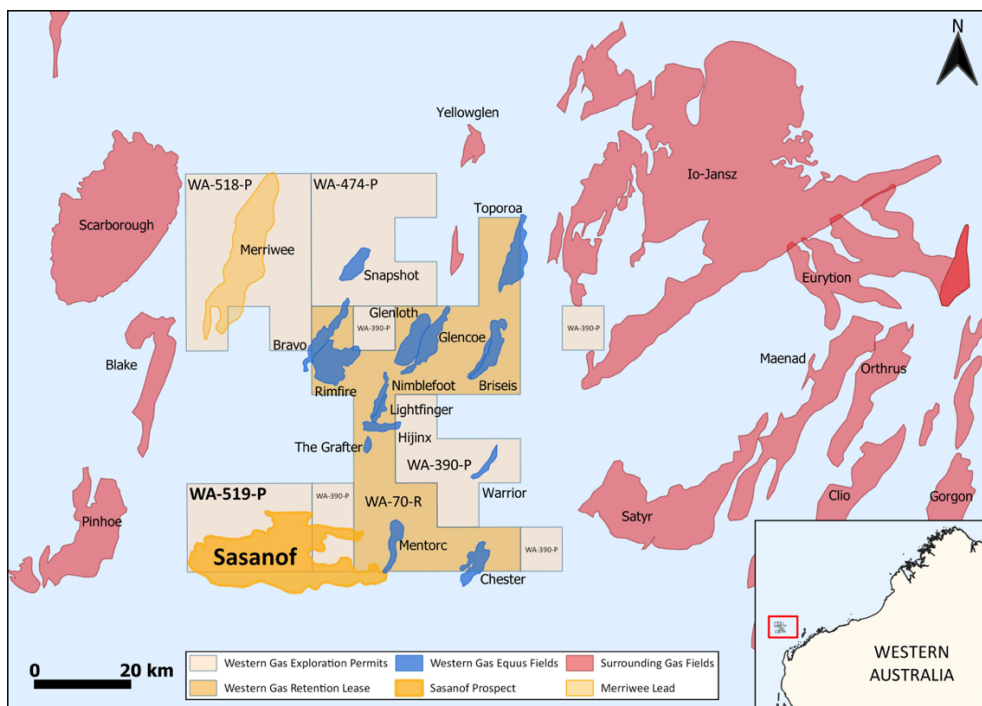 N
Yellowglen
Io-Jansz
WA-518-P
WA-474-P
Scarborough
Toporoa
Merriwee
Snapshot
Eurytion
Glenloth
WA-390-P
WA-390-P
Glencoe
Bravo
Blake
Maenad
Orthrus
Rimfire
Nimblefoot
Briseis
Lightfinger
Hijinx
The Grafter
WA-390-P
Warrior
WA-519-P
WA-390-P
WA-70-R
Clio
Gorgon
Satyr
Pinhoe
Sasanof
Mentorc
WA-390-P
Chester
0
20 km
Western Gas Exploration Permits
Western Gas Equus Fields
Surrounding Gas Fields
Western Gas Retention Lease
Sasanof Prospect
Merriwee Lead
WESTERN
AUSTRALIA